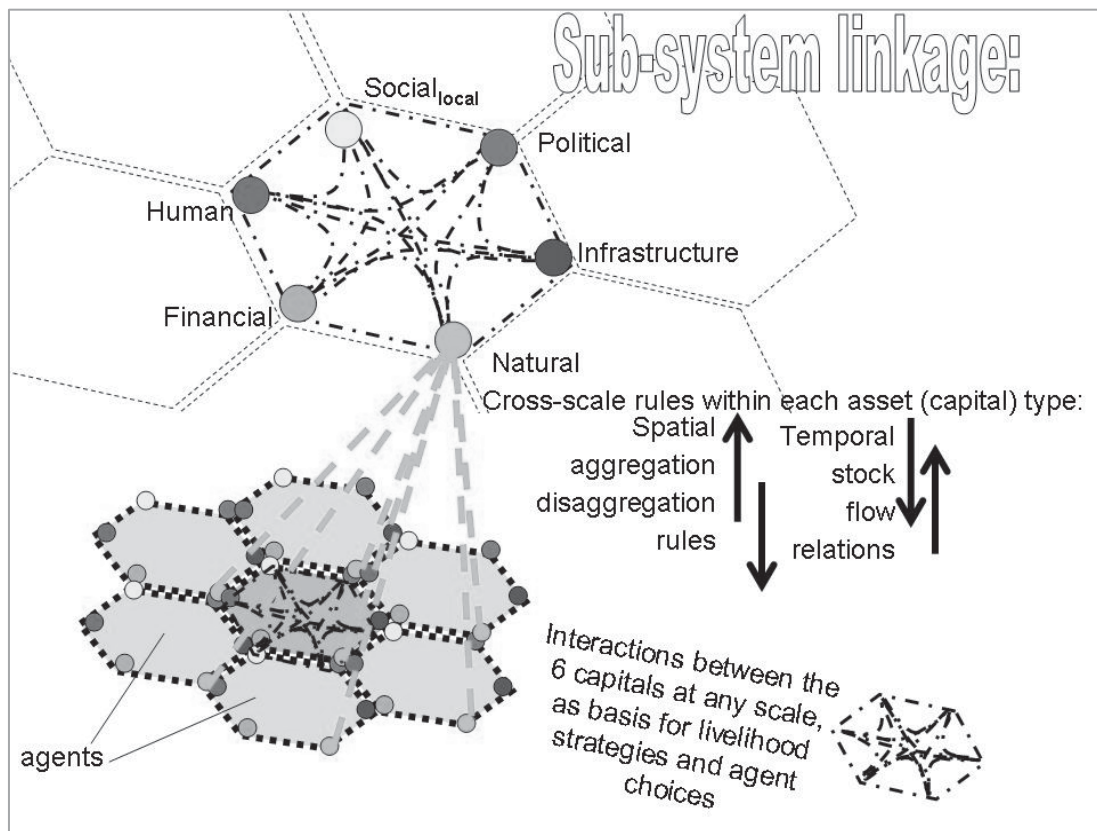 Sub-system linkage:
Social local
Political
Human
Infrastructure
Financial
Natural
Cross-scale rules within each asset (capital) type:
Spatial
aggregation
disaggregation
rules
Temporal
stock
flow
relations
Interactions between the
6 capitals at any scale,
as basis for livelihood
strategies and agent
choices
agents